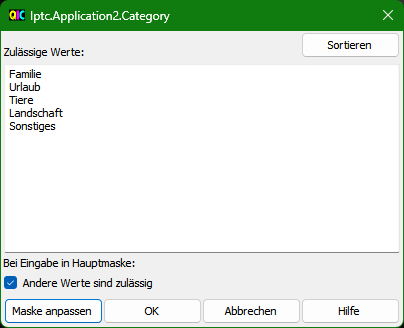 QIC Iptc.Application2.Category
Sortieren
Zulässige Werte:
Familie
Urlaub
Tiere
Landschaft
Sonstiges
Bei Eingabe in Hauptmaske:
Andere Werte sind zulässig
Maske anpassen OK Abbrechen Hilfe